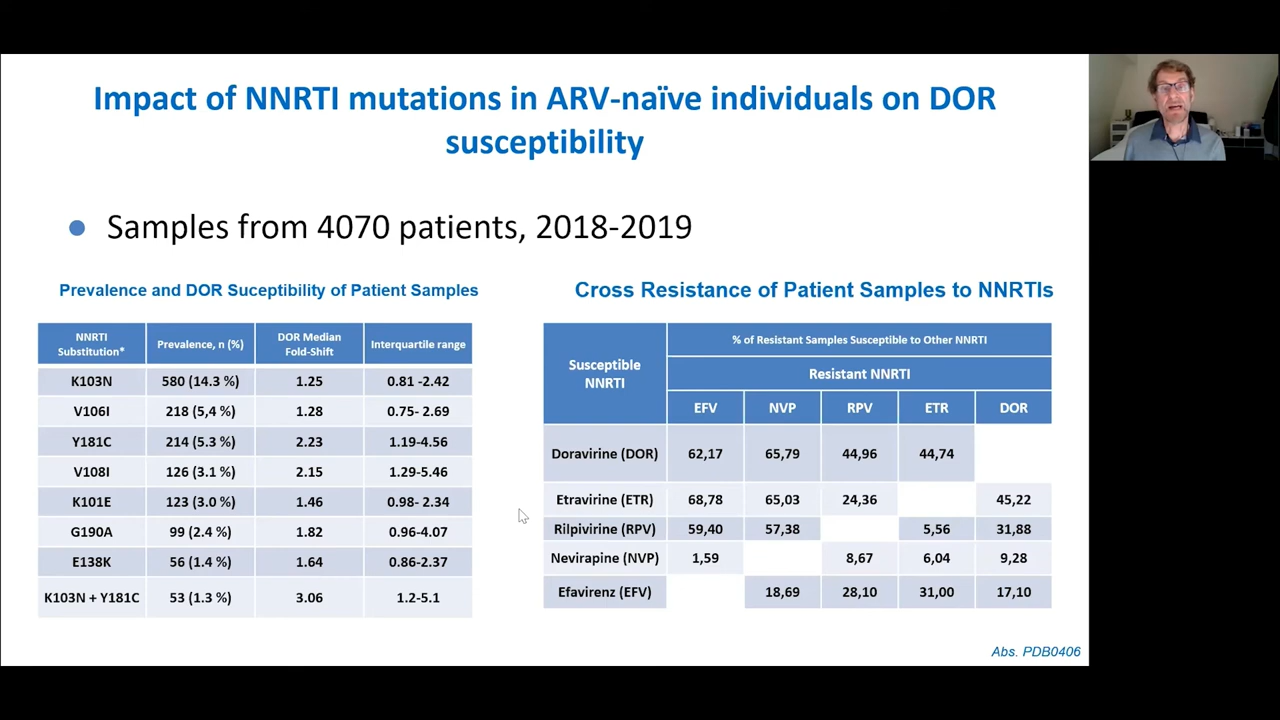 Impact of NNRTI mutations in ARV-naïve individuals on DOR
susceptibility
● Samples from 4070 patients, 2018-2019
Prevalence and DOR Suceptibility of Patient Samples
NNRTI Substitution* Prevalence, n (%) DOR Median Fold-Shift Interquartile range
K103N 580 (14.3 %) 1.25 0.81 -2.42
V106I 218 (5,4 %) 1.28 0.75- 2.69
Y181C 214 (5.3 %) 2.23 1.19-4.56
V108I 126 (3.1 %) 2.15 1.29-5.46
K101E 123 (3.0 %) 1.46 0.98- 2.34
G190A 99 (2.4 %) 1.82 0.96-4.07
E138K 56 (1.4 %) 1.64 0.86-2.37
K103N + Y181C 53 (1.3 %) 3.06 1.2-5.1
Cross Resistance of Patient Samples to NNRTIs
Susceptible NNRTI
% of Resistant Samples Susceptible to Other NNRTI
Resistant NNRTI
EFV NVP RPV ETR DOR
Doravirine (DOR) 62,17 65,79 44,96 44,74
Etravirine (ETR) 68,78 65,03 24,36 45,22
Rilpivirine (RPV) 59,40 57,38 5,56 31,88
Nevirapine (NVP) 1,59 8,67 6,04 9,28
Efavirenz (EFV) 18,69 28,10 31,00 17,10
Abs. PDB0406